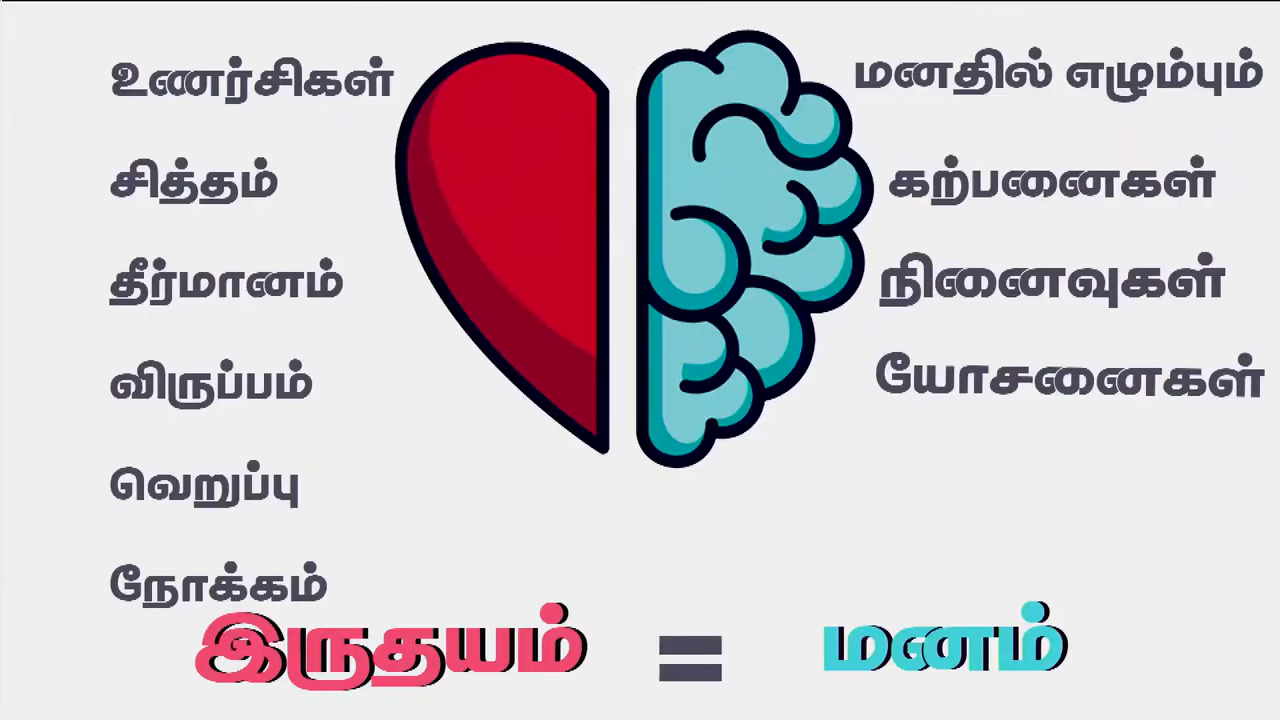 உணர்சிகள்
சித்தம்
தீர்மானம்
விருப்பம்
வெறுப்பு
நோக்கம்
மனதில் எழும்பும்
கற்பனைகள்
நினைவுகள்
யோசனைகள்
இருதயம் = மனம்